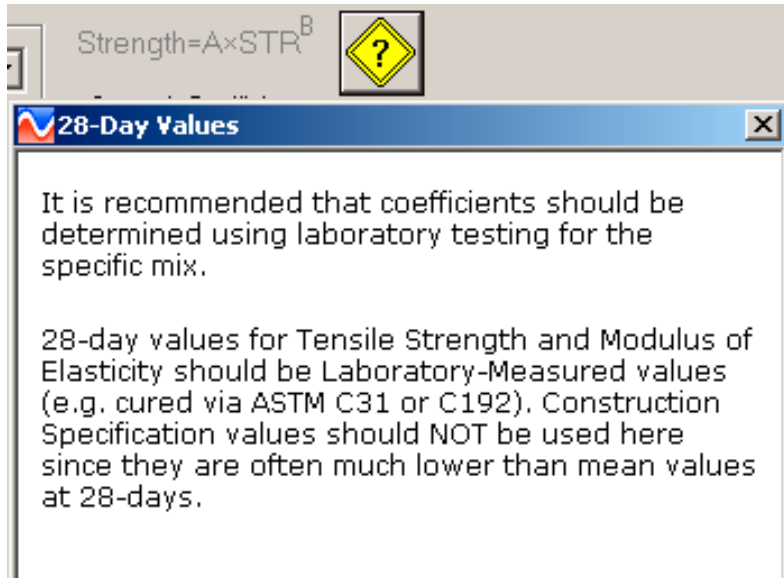 Strength=A×STR^B
?
28-Day Values
It is recommended that coefficients should be
determined using laboratory testing for the
specific mix.
28-day values for Tensile Strength and Modulus of
Elasticity should be Laboratory-Measured values
(e.g. cured via ASTM C31 or C192). Construction
Specification values should NOT be used here
since they are often much lower than mean values
at 28-days.